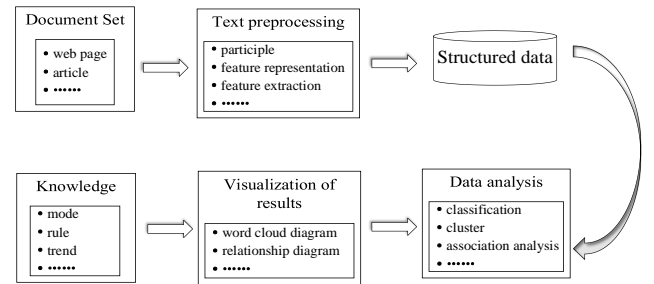 Document Set
• web page
• article
• ••••••
Text preprocessing
• participle
• feature representation
• feature extraction
• ••••••
Structured data
Knowledge
• mode
• rule
• trend
• ••••••
Visualization of
results
• word cloud diagram
• relationship diagram
• ••••••
Data analysis
• classification
• cluster
• association analysis
• ••••••